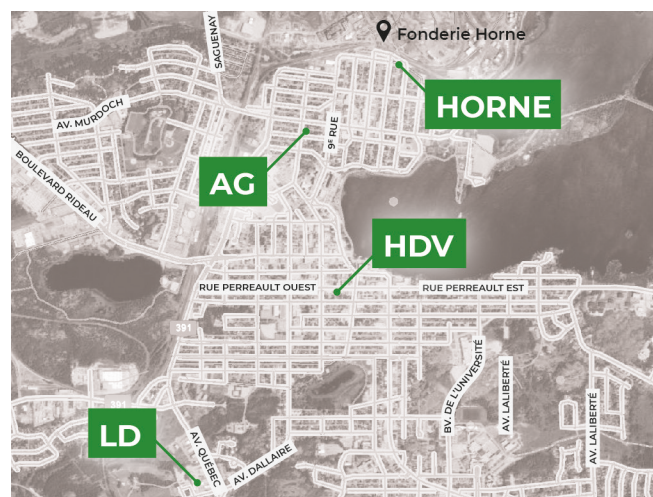 SAGUENAY
Fonderie Horne
HORNE
AV. MURDOCH
9E RUE
BOULEVARD RIDEAU
AG
HDV
RUE PERREAULT OUEST
RUE PERREAULT EST
391
BV. DE L'UNIVERSITÉ
AV. LALIBERTÉ
AV. LALIBERTÉ
391
LD
AV. QUÉBEC
AV. DALLAIRE